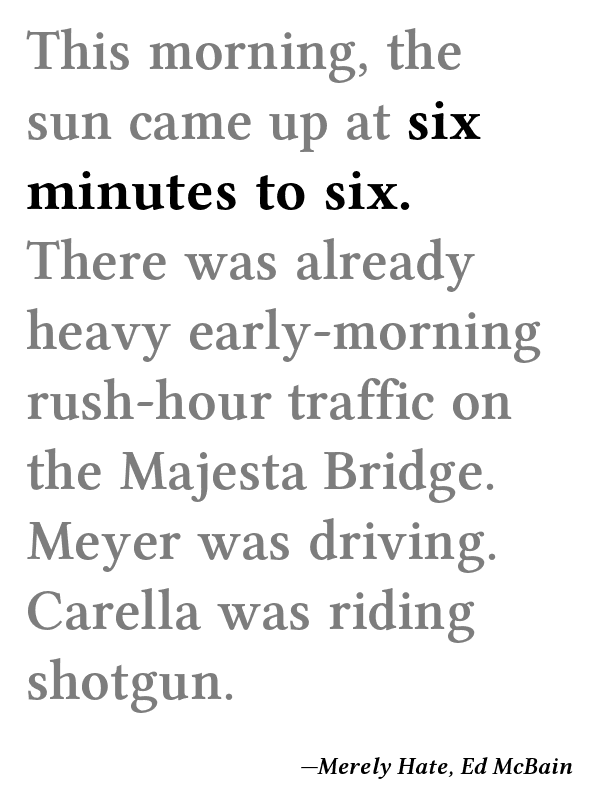 This morning, the
sun came up at six
minutes to six.
There was already
heavy early-morning
rush-hour traffic on
the Majesta Bridge.
Meyer was driving.
Carella was riding
shotgun.
—Merely Hate, Ed McBain